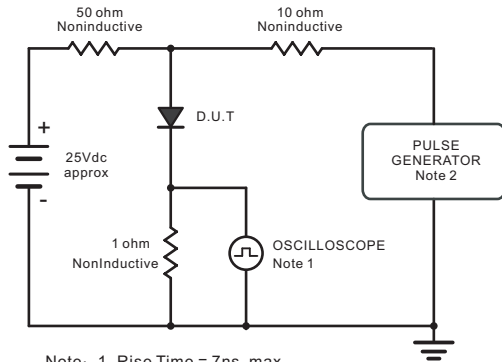 50 ohm
Noninductive
10 ohm
Noninductive
D.U.T
+
25Vdc
approx
-
PULSE
GENERATOR
Note 2
1 ohm
NonInductive
OSCILLOSCOPE
Note 1
Note: 1. Rise Time = 7ns max